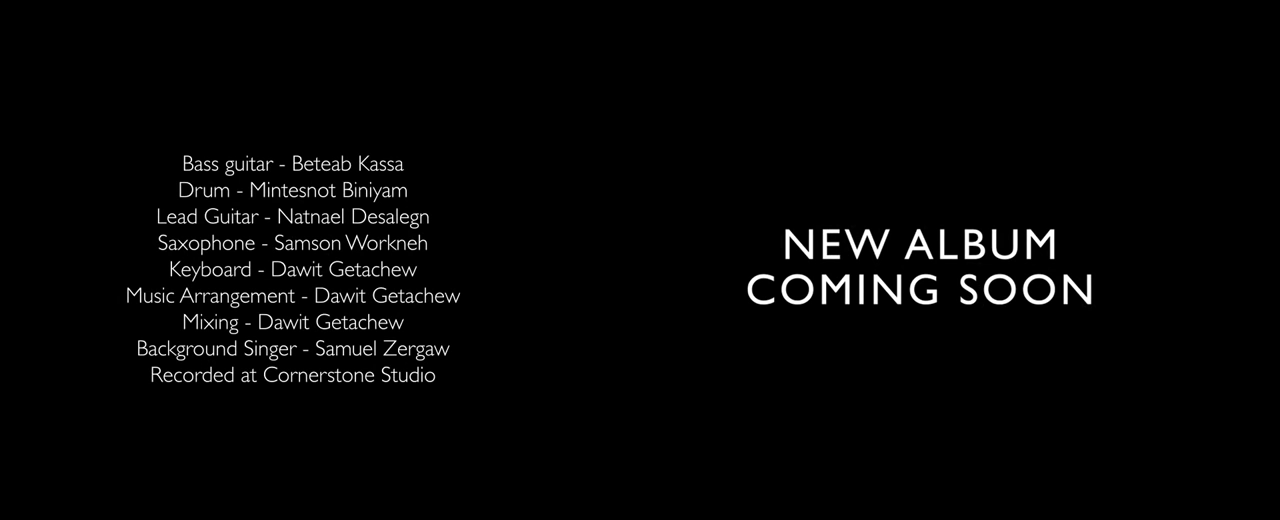 Bass guitar - Beteab Kassa
Drum - Mintesnot Biniyam
Lead Guitar - Natnael Desalegn
Saxophone - Samson Workneh
Keyboard - Dawit Getachew
Music Arrangement - Dawit Getachew
Mixing - Dawit Getachew
Background Singer - Samuel Zergaw
Recorded at Cornerstone Studio
NEW ALBUM
COMING SOON